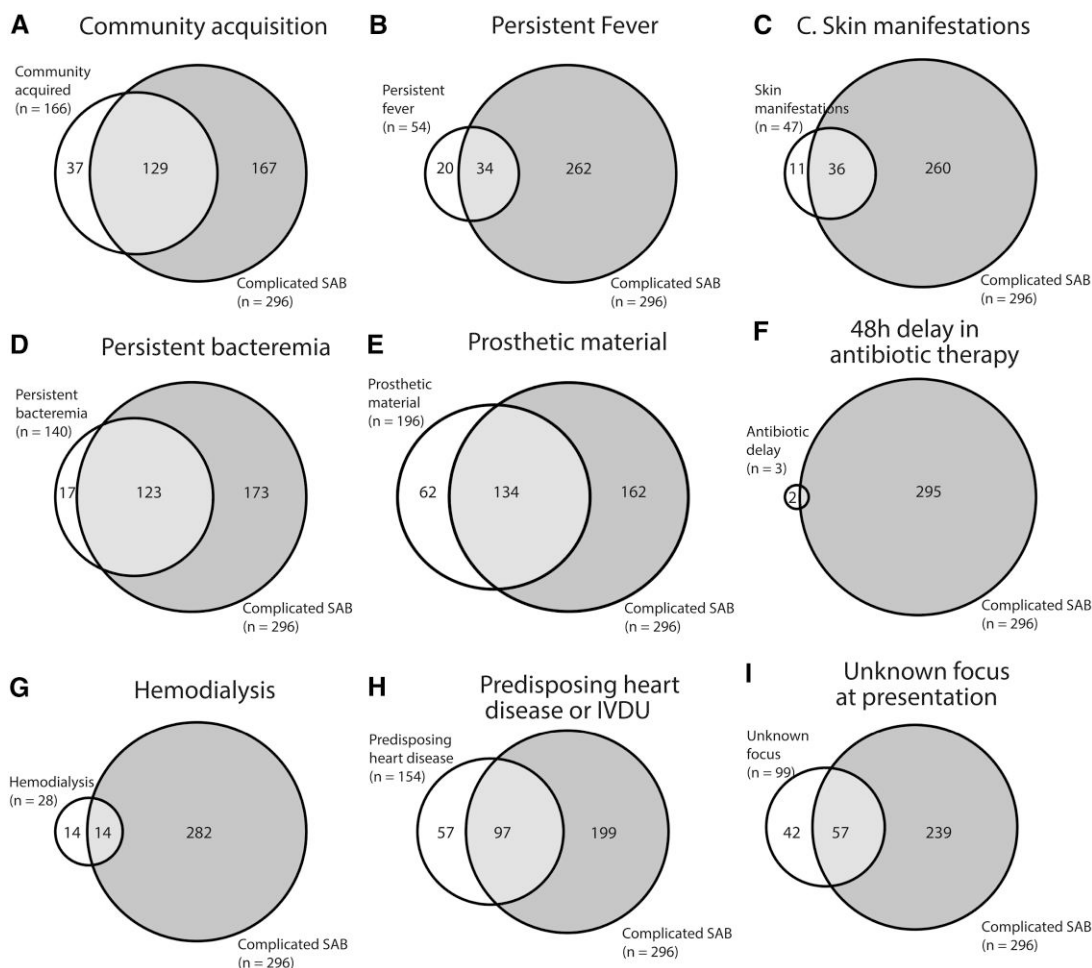 A
Community acquisition
Community
acquired
(n = 166)
37
129
167
Complicated SAB
(n = 296)
B
Persistent Fever
Persistent
fever
(n = 54)
20
34
262
Complicated SAB
(n = 296)
C
C. Skin manifestations
Skin
manifestations
(n = 47)
11
36
260
Complicated SAB
(n = 296)
D
Persistent bacteremia
Persistent
bacteremia
(n = 140)
17
123
173
Complicated SAB
(n = 296)
E
Prosthetic material
Prosthetic
material
(n = 196)
62
134
162
Complicated SAB
(n = 296)
F
48h delay in
antibiotic therapy
Antibiotic
delay
(n = 3)
2
295
Complicated SAB
(n = 296)
G
Hemodialysis
Hemodialysis
(n = 28)
14
14
282
Complicated SAB
(n = 296)
H
Predisposing heart
disease or IVDU
Predisposing
heart disease
(n = 154)
57
97
199
Complicated SAB
(n = 296)
I
Unknown focus
at presentation
Unknown
focus
(n = 99)
42
57
239
Complicated SAB
(n = 296)